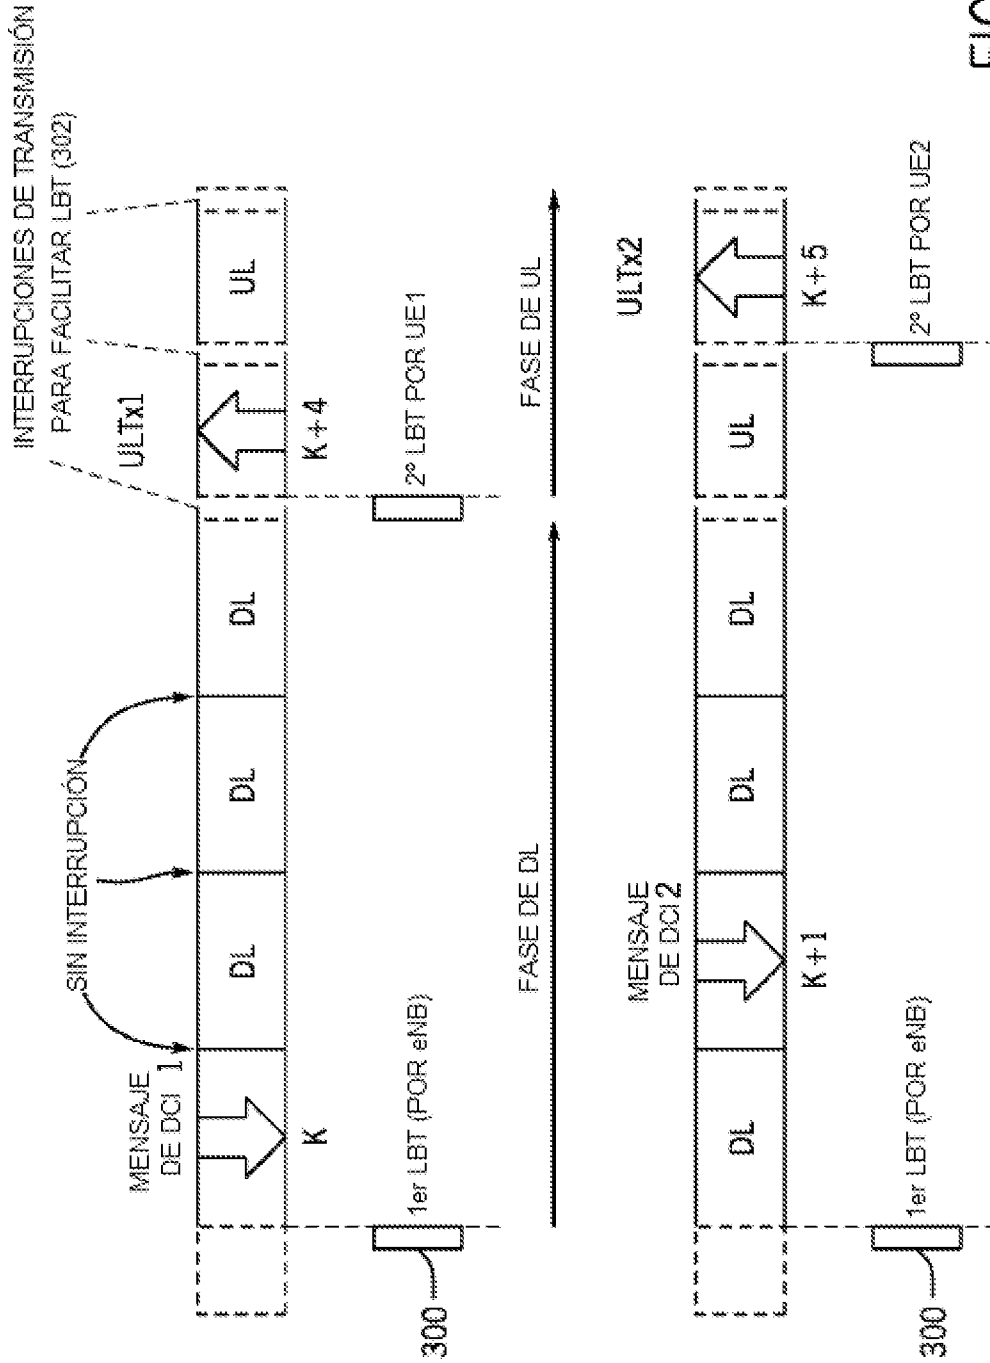 INTERRUPCIONES DE TRANSMISIÓN
PARA FACILITAR LBT (302)
SIN INTERRUPCIÓN
MENSAJE
DE DCI 1
ULTx1
DL
DL
DL
UL
K
K+4
1er LBT (POR eNB)
2º LBT POR UE1
300
FASE DE DL
FASE DE UL
MENSAJE
DE DCI 2
ULTx2
DL
DL
DL
UL
K+1
K+5
1er LBT (POR eNB)
2º LBT POR UE2
300